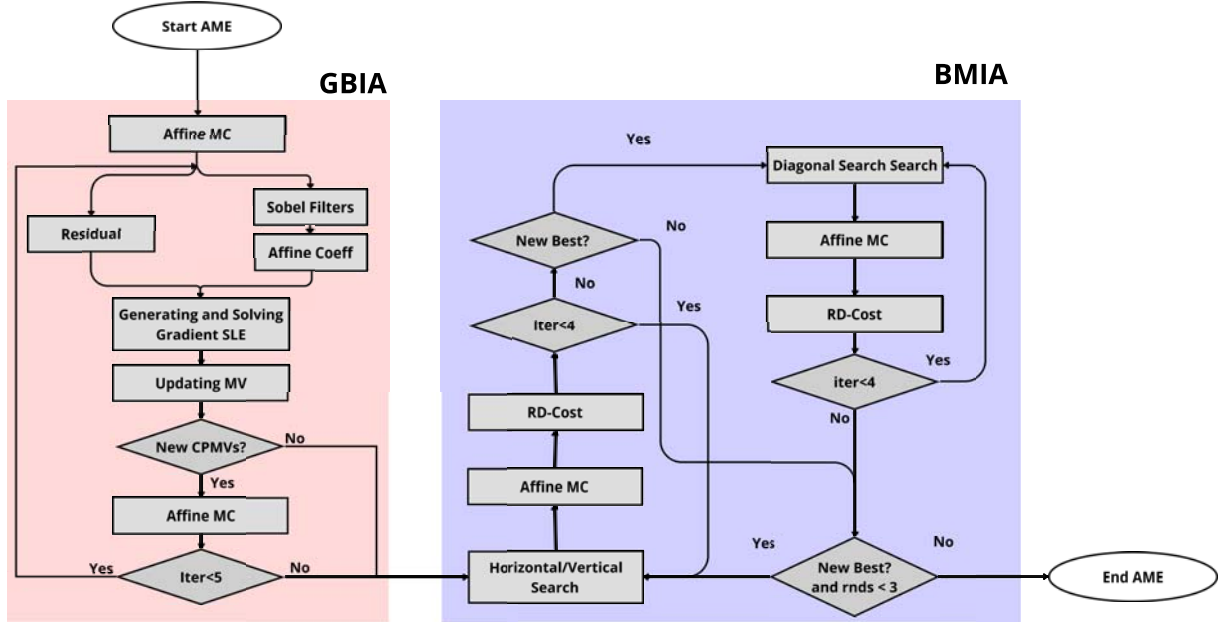 Start AME
GBIA
BMIA
Affine MC
Sobel Filters
Residual
Affine Coeff
Generating and Solving
Gradient SLE
Updating MV
New CPMVs?
No
Yes
Affine MC
Yes
Iter<5
No
Yes
Diagonal Search Search
New Best?
No
Affine MC
No
Yes
Iter<4
RD-Cost
Yes
iter<4
No
RD-Cost
Affine MC
Horizontal/Vertical
Search
Yes
New Best?
and rnds < 3
No
End AME